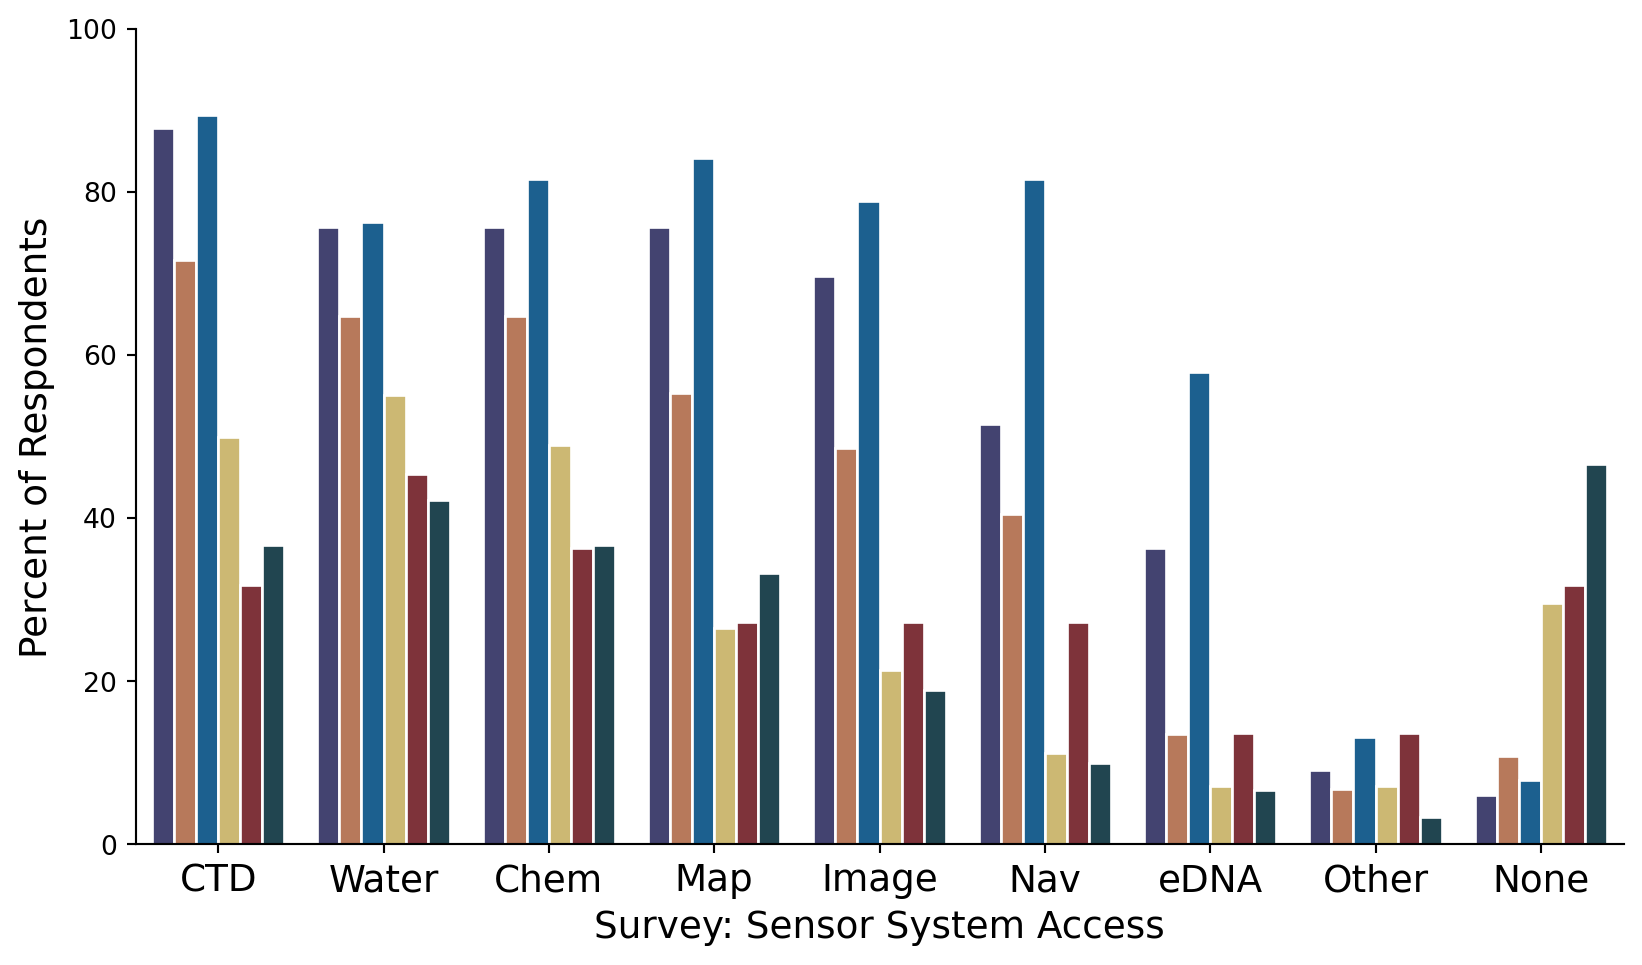 100
80
60
40
20
0
Percent of Respondents
CTD Water Chem Map Image Nav eDNA Other None
Survey: Sensor System Access